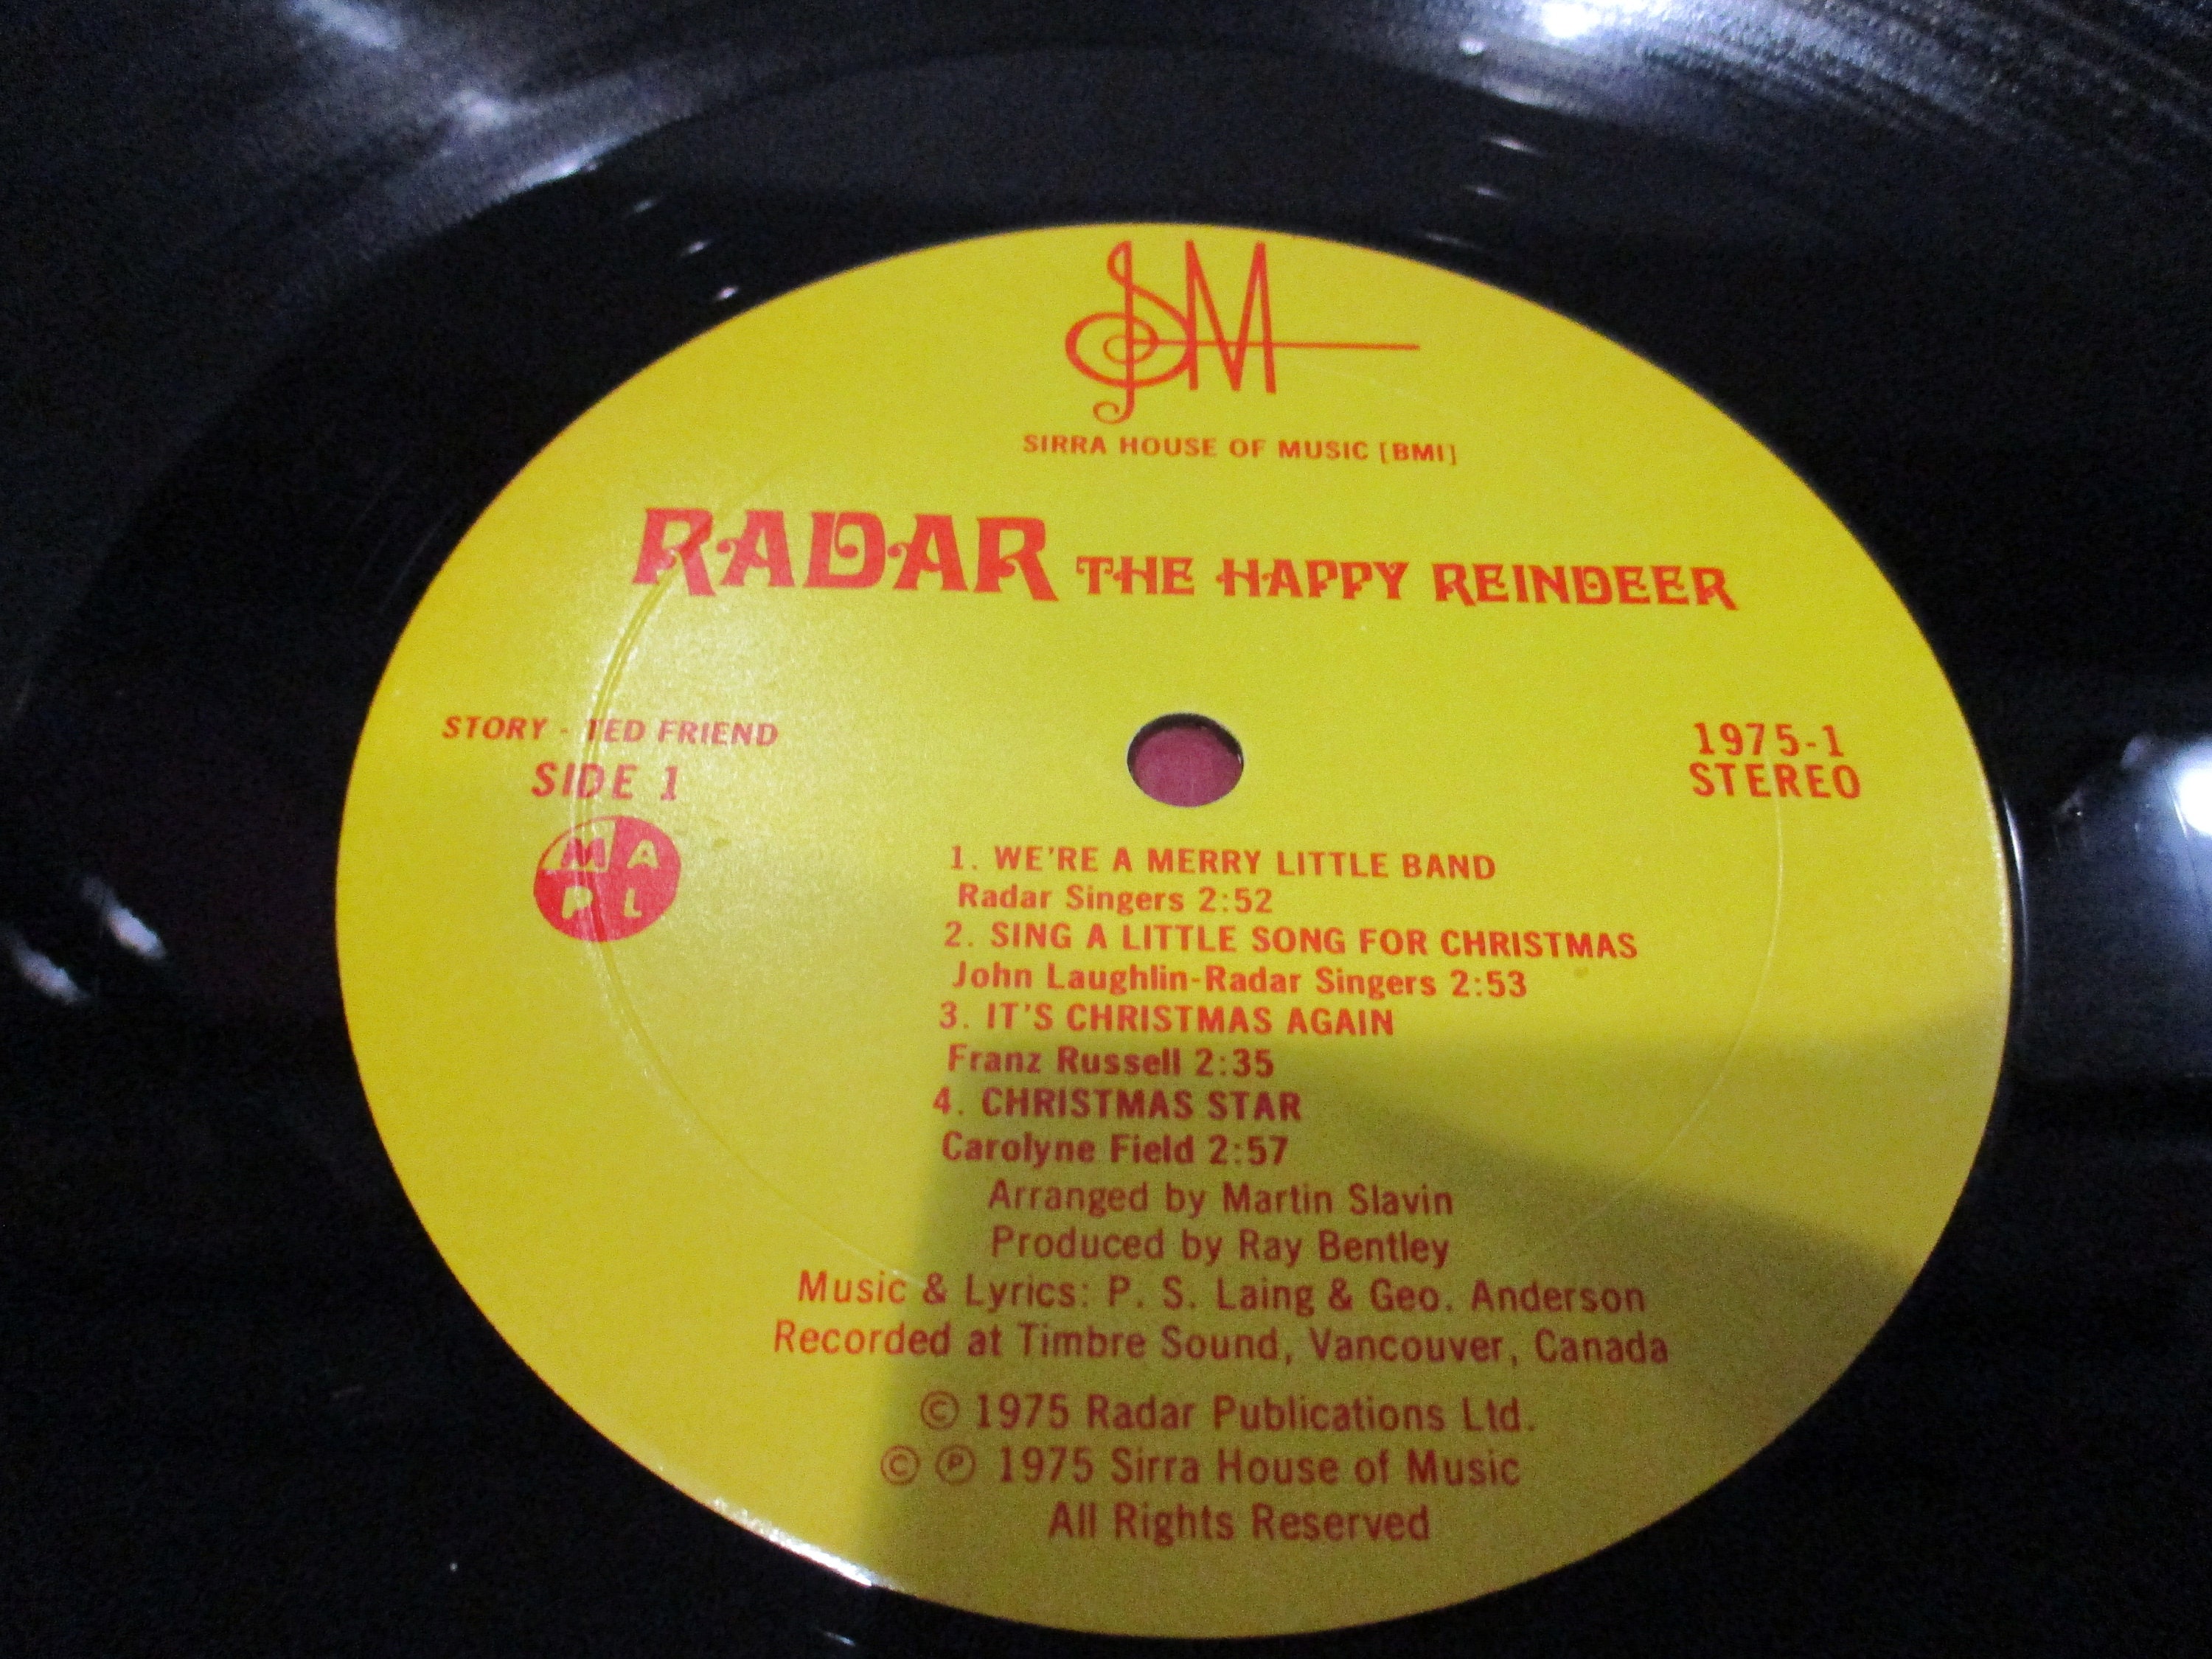 SM
SIRRA HOUSE OF MUSIC [BMI]
RADAR THE HAPPY REINDEER
STORY - TED FRIEND
SIDE 1
M A
P L
1975-1
STEREO
1. WE'RE A MERRY LITTLE BAND
Radar Singers 2:52
2. SING A LITTLE SONG FOR CHRISTMAS
John Laughlin-Radar Singers 2:53
3. IT'S CHRISTMAS AGAIN
Franz Russell 2:35
4. CHRISTMAS STAR
Carolyne Field 2:57
Arranged by Martin Slavin
Produced by Ray Bentley
Music & Lyrics: P. S. Laing & Geo. Anderson
Recorded at Timbre Sound, Vancouver, Canada
© 1975 Radar Publications Ltd.
© ℗ 1975 Sirra House of Music
All Rights Reserved